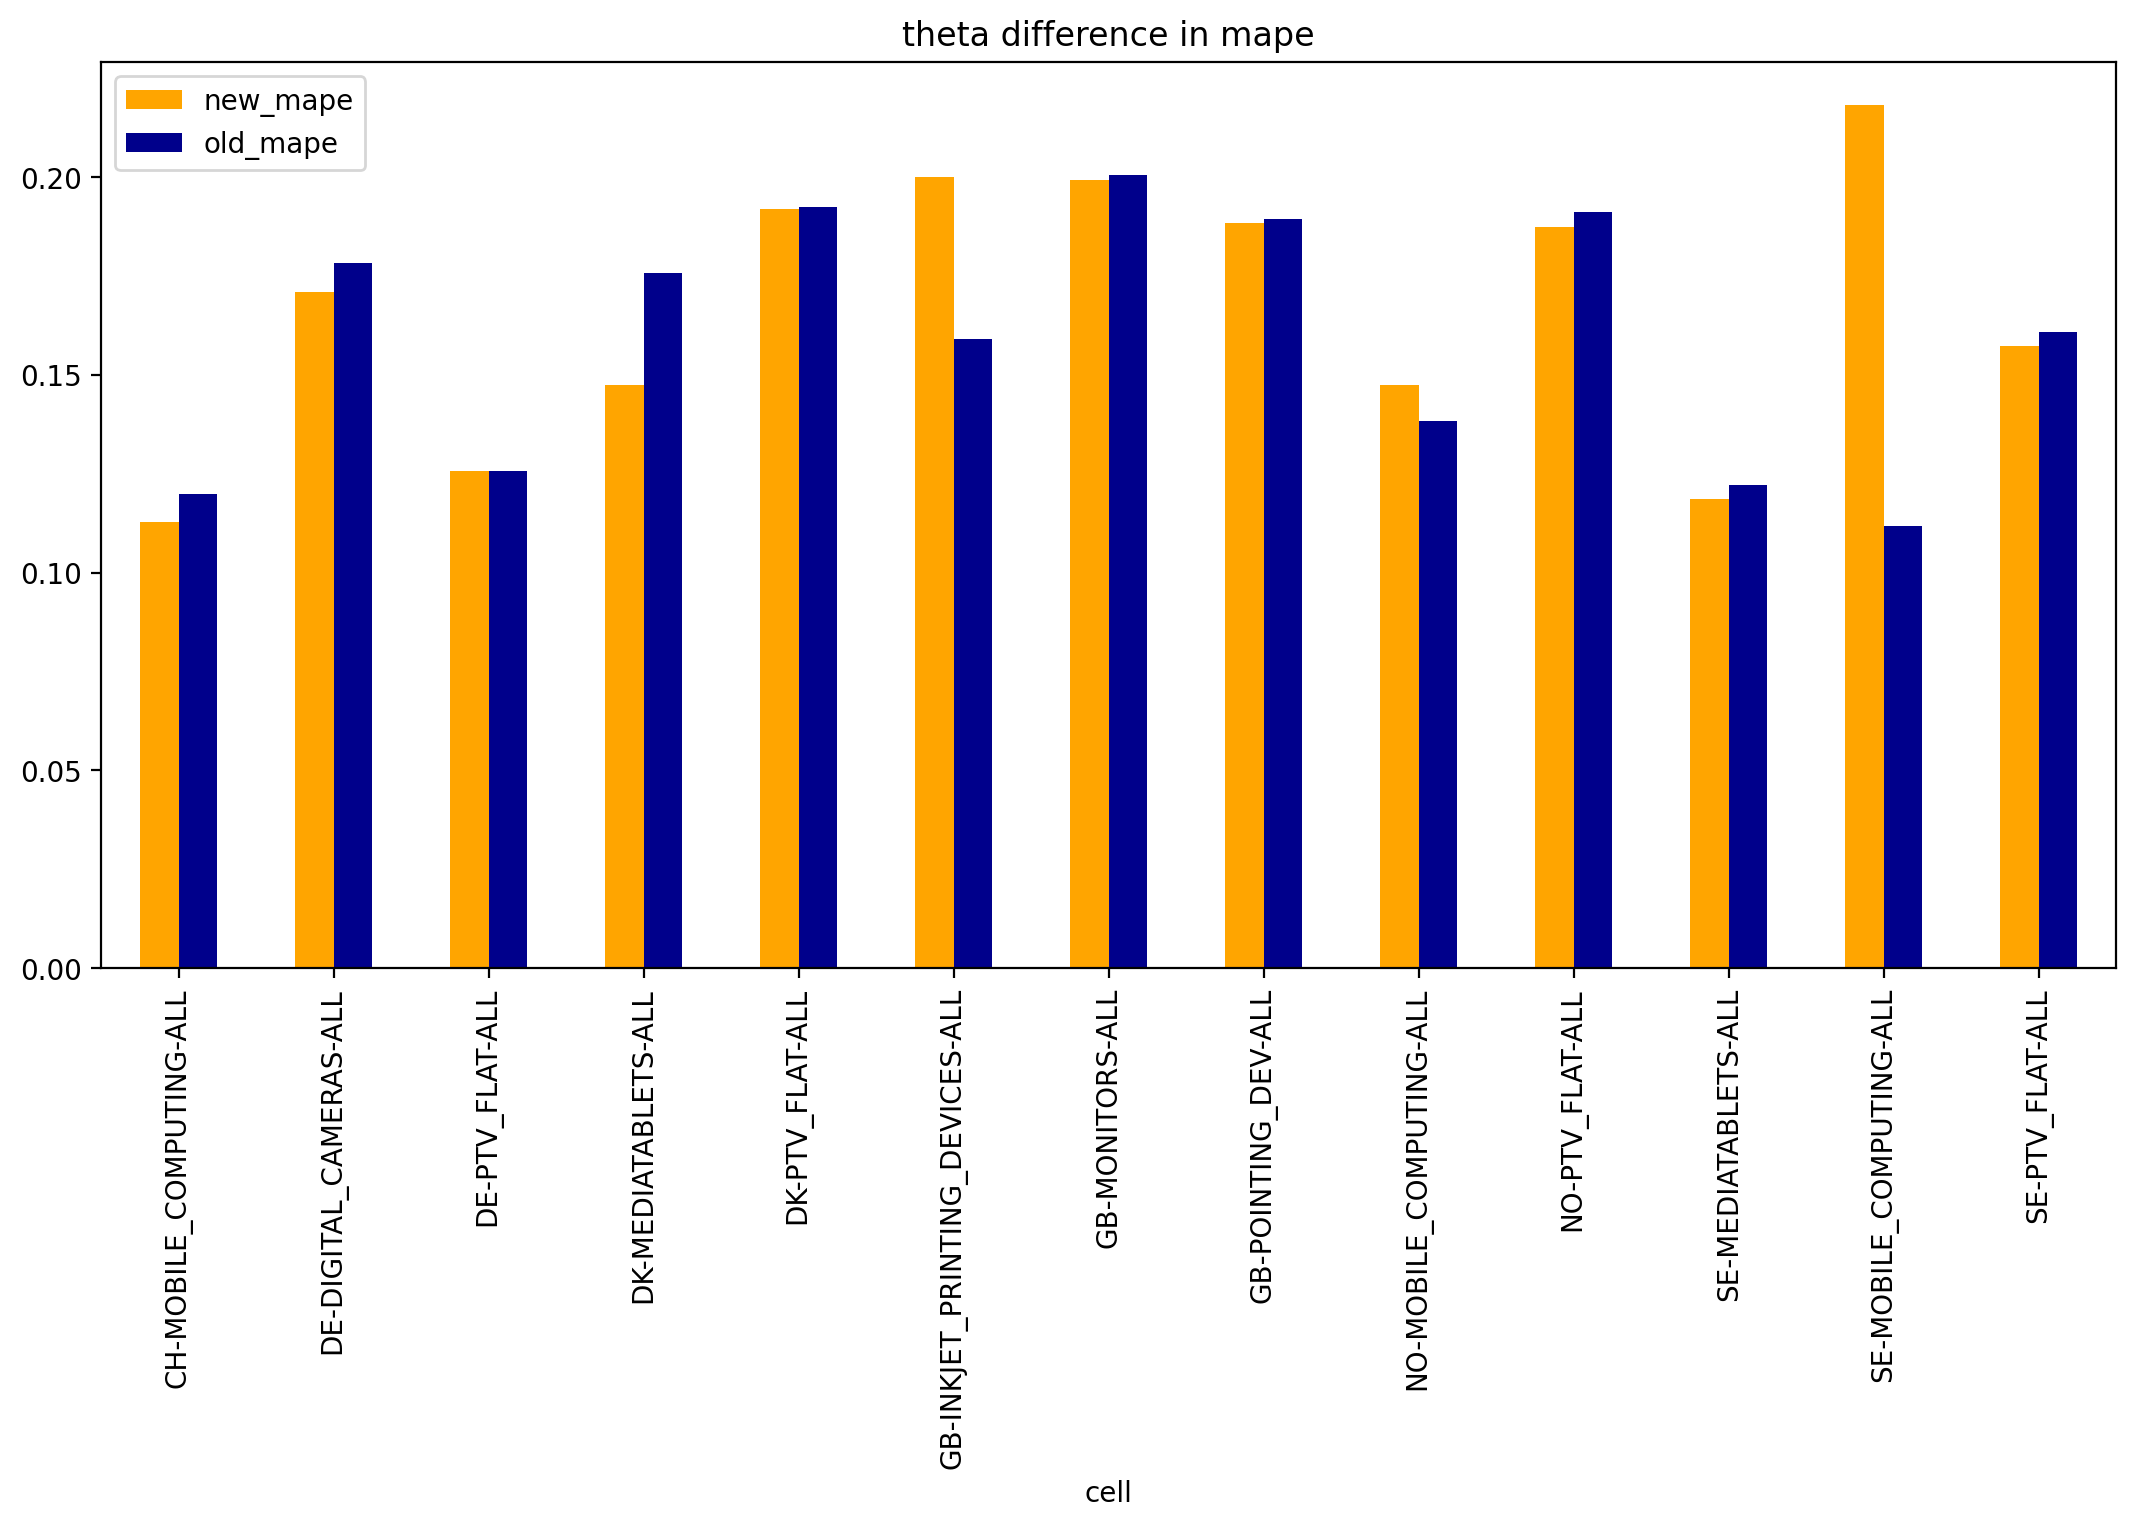 theta difference in mape
new_mape
old_mape
0.20
0.15
0.10
0.05
0.00
CH-MOBILE_COMPUTING-ALL
DE-DIGITAL_CAMERAS-ALL
DE-PTV_FLAT-ALL
DK-MEDIATABLETS-ALL
DK-PTV_FLAT-ALL
GB-INKJET_PRINTING_DEVICES-ALL
GB-MONITORS-ALL
GB-POINTING_DEV-ALL
NO-MOBILE_COMPUTING-ALL
NO-PTV_FLAT-ALL
SE-MEDIATABLETS-ALL
SE-MOBILE_COMPUTING-ALL
SE-PTV_FLAT-ALL
cell